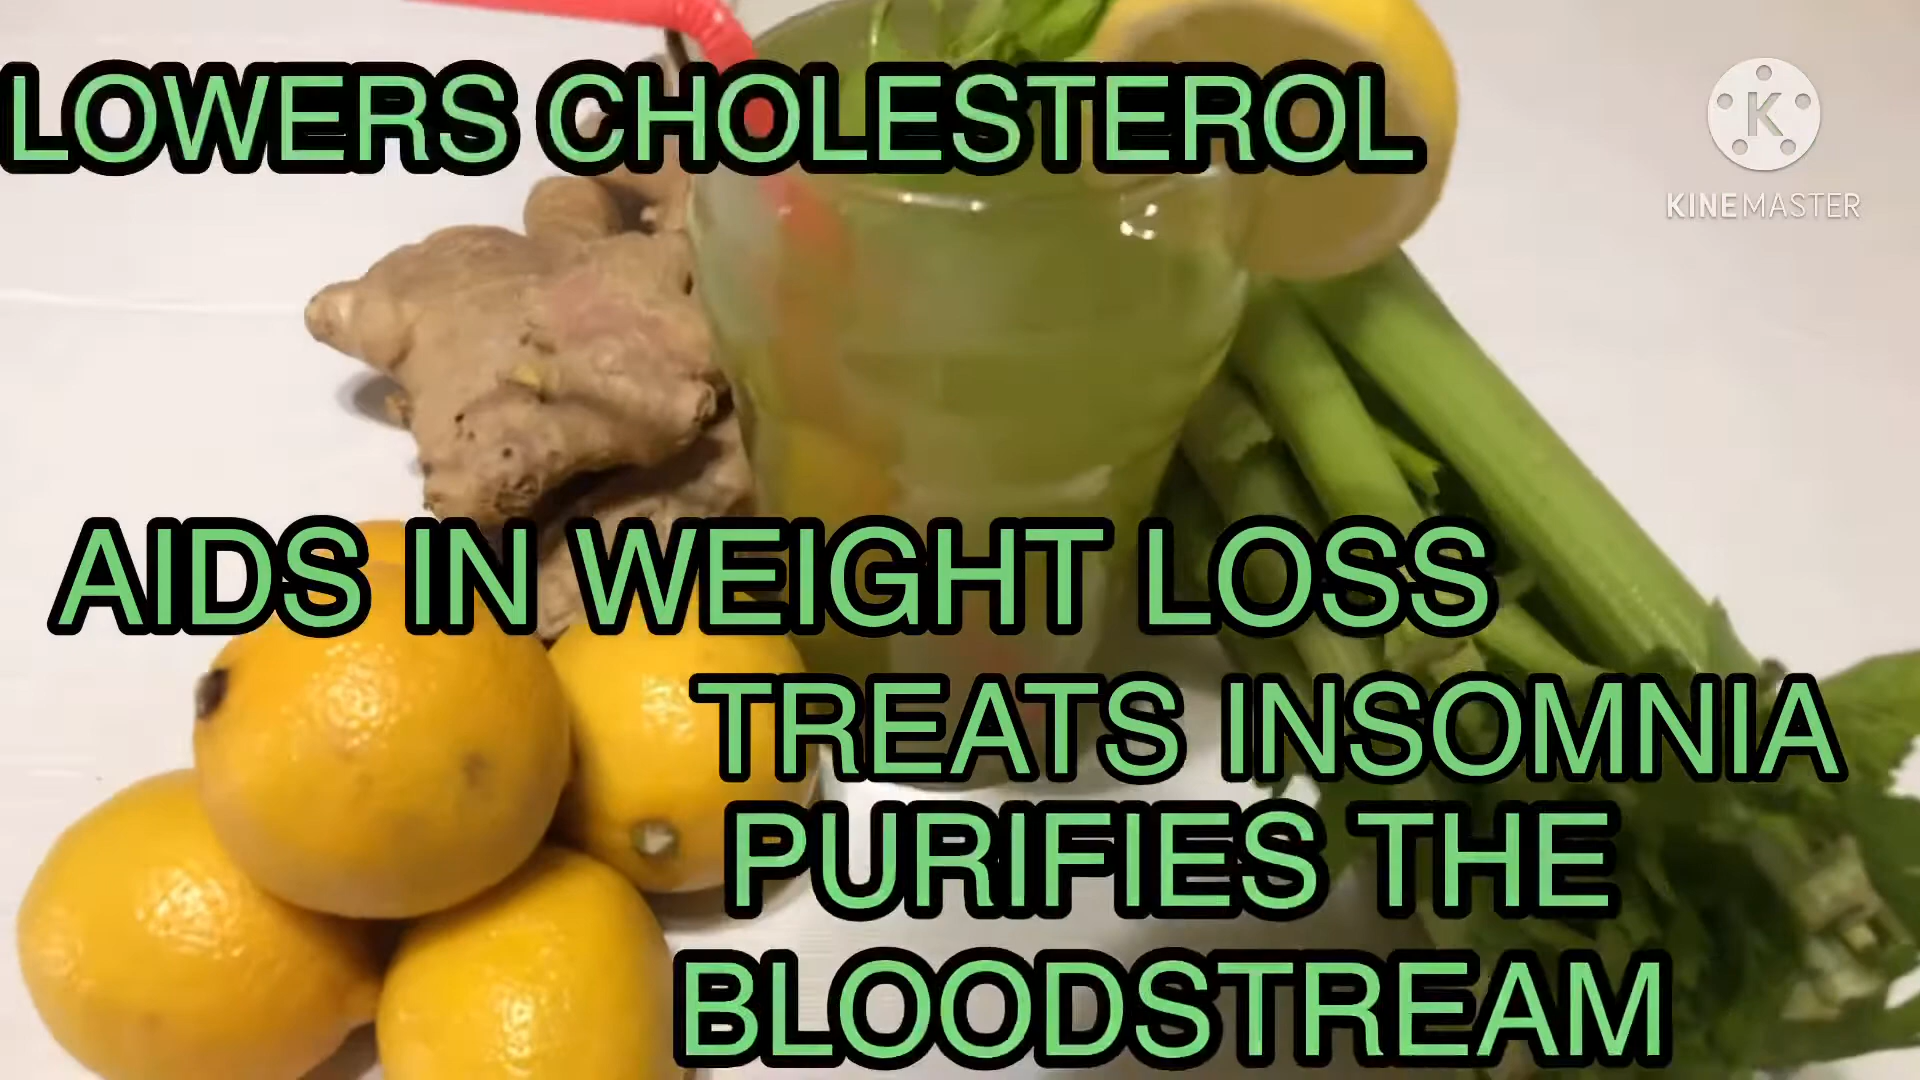 LOWERS CHOLESTEROL
KINEMASTER
AIDS IN WEIGHT LOSS
TREATS INSOMNIA
PURIFIES THE
BLOODSTREAM